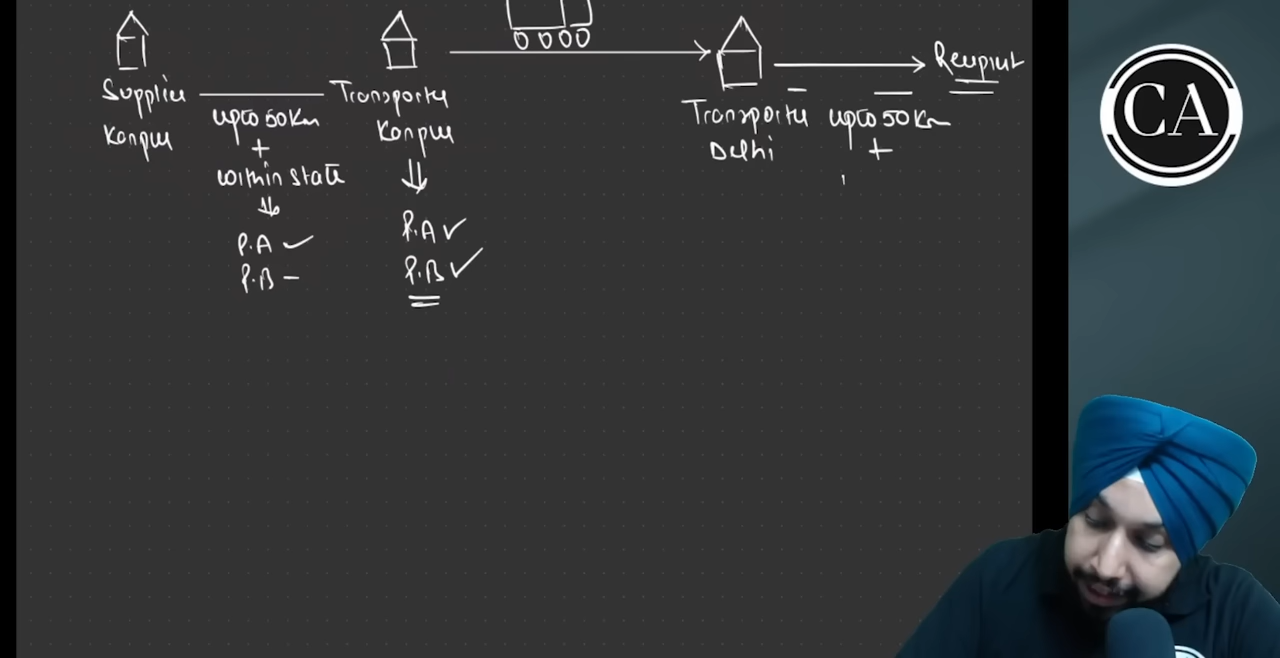 Supplier
Kanpur
upto 50 Km
+
within state
P.A ✓
P.B –
Transporter
Kanpur
P.A ✓
P.B ✓
Transporter
Delhi
upto 50 Km
+
Recipient
CA